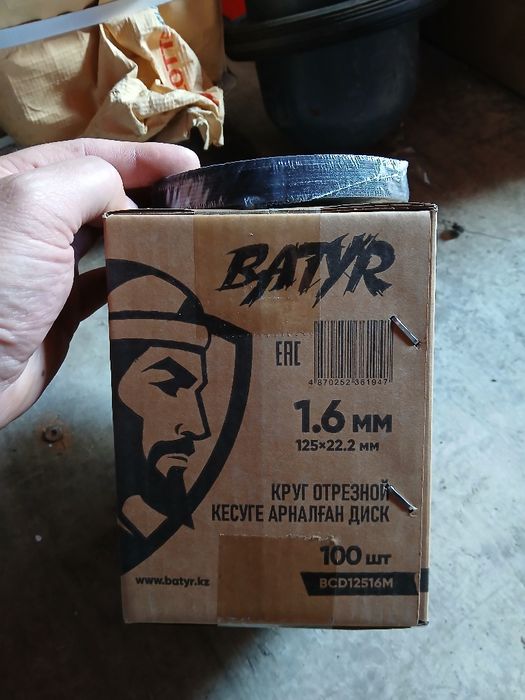 BATYR
EAC
4 870252 361947
1.6 мм
125×22.2 мм
КРУГ ОТРЕЗНОЙ
КЕСУГЕ АРНАЛҒАН ДИСК
100 шт
www.batyr.kz
BCD12516M